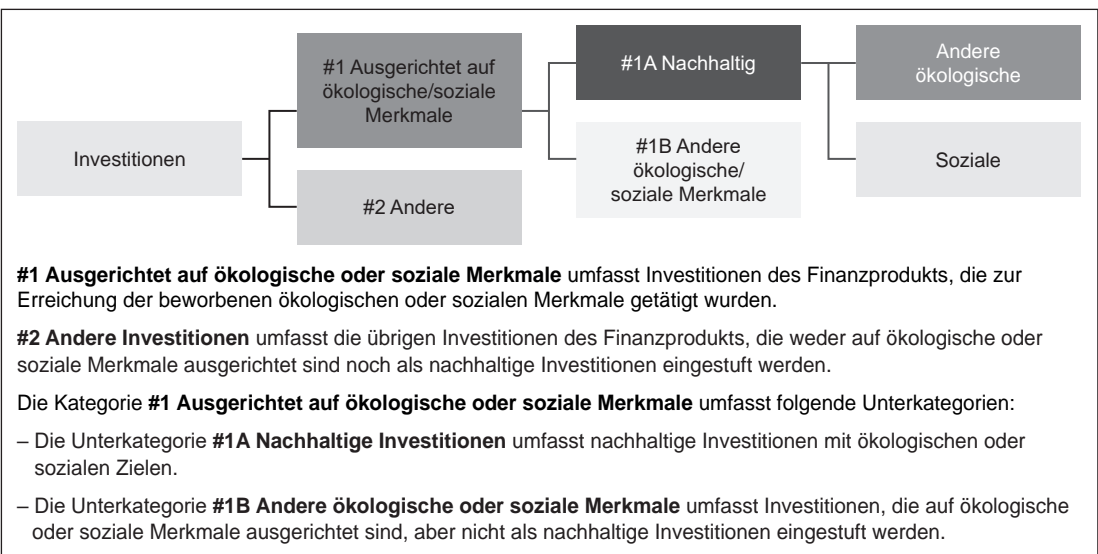 Investitionen
#1 Ausgerichtet auf
ökologische/soziale
Merkmale
#2 Andere
#1A Nachhaltig
#1B Andere
ökologische/
soziale Merkmale
Andere
ökologische
Soziale
#1 Ausgerichtet auf ökologische oder soziale Merkmale umfasst Investitionen des Finanzprodukts, die zur
Erreichung der beworbenen ökologischen oder sozialen Merkmale getätigt wurden.
#2 Andere Investitionen umfasst die übrigen Investitionen des Finanzprodukts, die weder auf ökologische oder
soziale Merkmale ausgerichtet sind noch als nachhaltige Investitionen eingestuft werden.
Die Kategorie #1 Ausgerichtet auf ökologische oder soziale Merkmale umfasst folgende Unterkategorien:
– Die Unterkategorie #1A Nachhaltige Investitionen umfasst nachhaltige Investitionen mit ökologischen oder
sozialen Zielen.
– Die Unterkategorie #1B Andere ökologische oder soziale Merkmale umfasst Investitionen, die auf ökologische
oder soziale Merkmale ausgerichtet sind, aber nicht als nachhaltige Investitionen eingestuft werden.